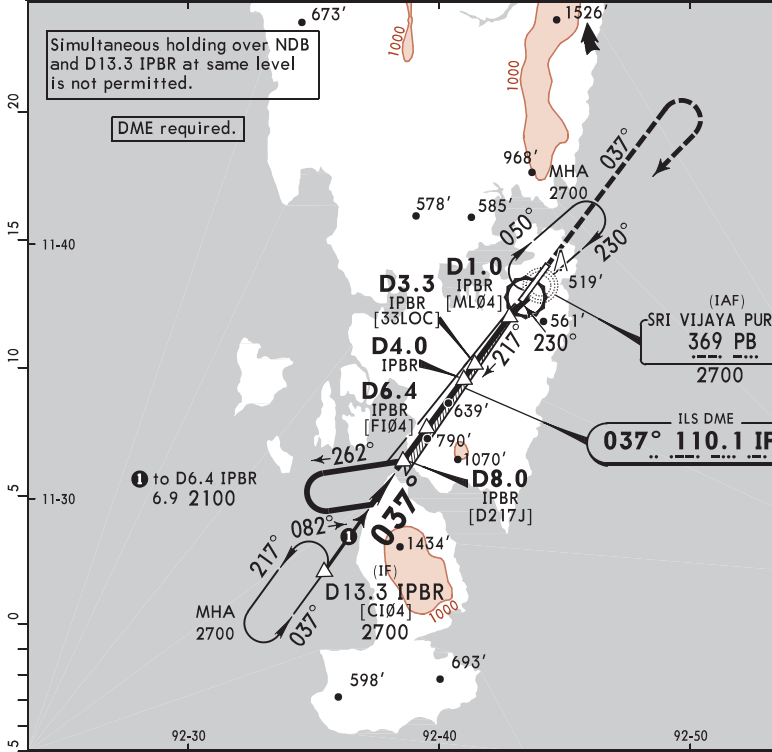 673'
1526'
1000
Simultaneous holding over NDB
and D13.3 IPBR at same level
is not permitted.
1000
20
DME required.
037°
968'
MHA
2700
578'
585'
050°
230°
15
11-40
D1.0
IPBR
[MLØ4]
519'
D3.3
IPBR
[33LOC]
561'
(IAF)
SRI VIJAYA PUR
369 PB
2700
217°
230°
D4.0
IPBR
10
D6.4
IPBR
[FIØ4]
639'
790'
ILS DME
037° 110.1
262°
1070'
1 to D6.4 IPBR
6.9 2100
D8.0
IPBR
[D217J]
5
11-30
082°
1
037
217°
1434'
(IF)
D13.3 IPBR
[CIØ4]
2700
1000
MHA
2700
037°
0
598'
693'
5
92-30
92-40
92-50